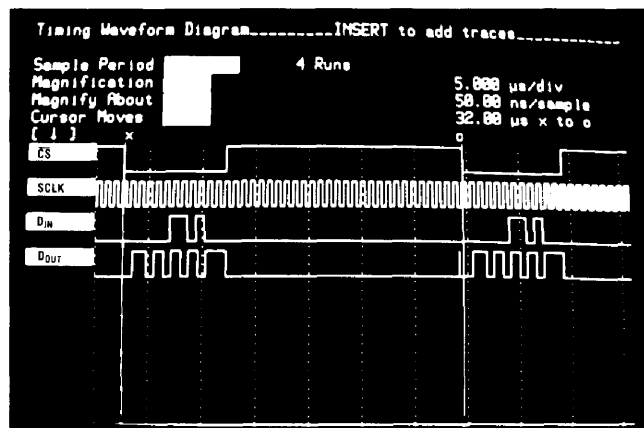 Timing Waveform Diagram_________INSERT to add traces____________
Sample Period 4 Runs
Magnification 5.000 µs/div
Magnify About 50.00 ns/sample
Cursor Moves 32.00 µs x to o
[ ↓ ] x o
CS
SCLK
DIN
DOUT